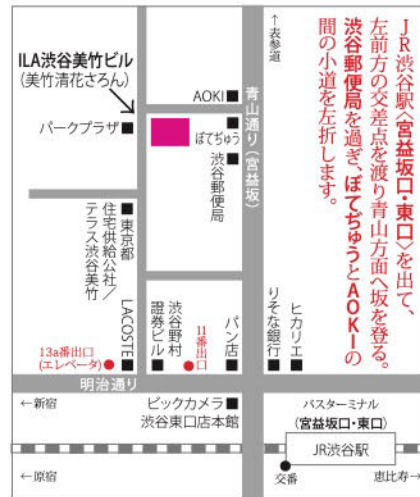 JR渋谷駅〈宮益坂口・東口〉を出て、
左前方の交差点を渡り青山方面へ坂を登る。
渋谷郵便局を過ぎ、ぼてぢゅうとAOKIの
間の小道を左折します。
↑表参道
ILA渋谷美竹ビル
(美竹清花さろん)
パークプラザ
AOKI
青山通り(宮益坂)
ぼてぢゅう
渋谷郵便局
東京都
住宅供給公社/
テラス渋谷美竹
LACOSTE
渋谷野村
證券ビル
11番出口
パン店
りそな銀行
ヒカリエ
13a番出口
(エレベータ)
明治通り
←新宿
ビックカメラ
渋谷東口店本館
バスターミナル
(宮益坂口・東口)
JR渋谷駅
←原宿
交番
恵比寿→